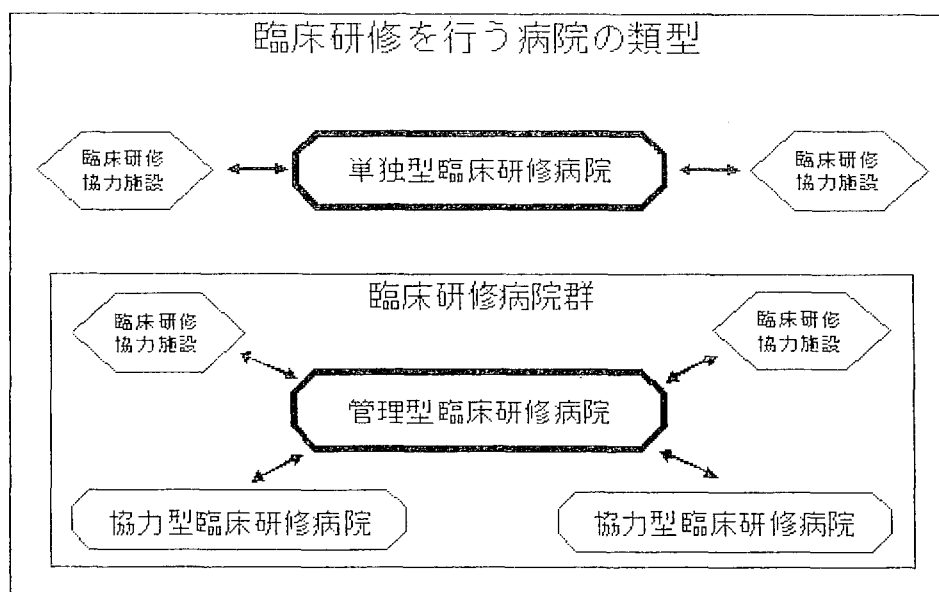 臨床研修を行う病院の類型
臨床研修
協力施設
単独型臨床研修病院
臨床研修
協力施設
臨床研修病院群
臨床研修
協力施設
臨床研修
協力施設
管理型臨床研修病院
協力型臨床研修病院
協力型臨床研修病院